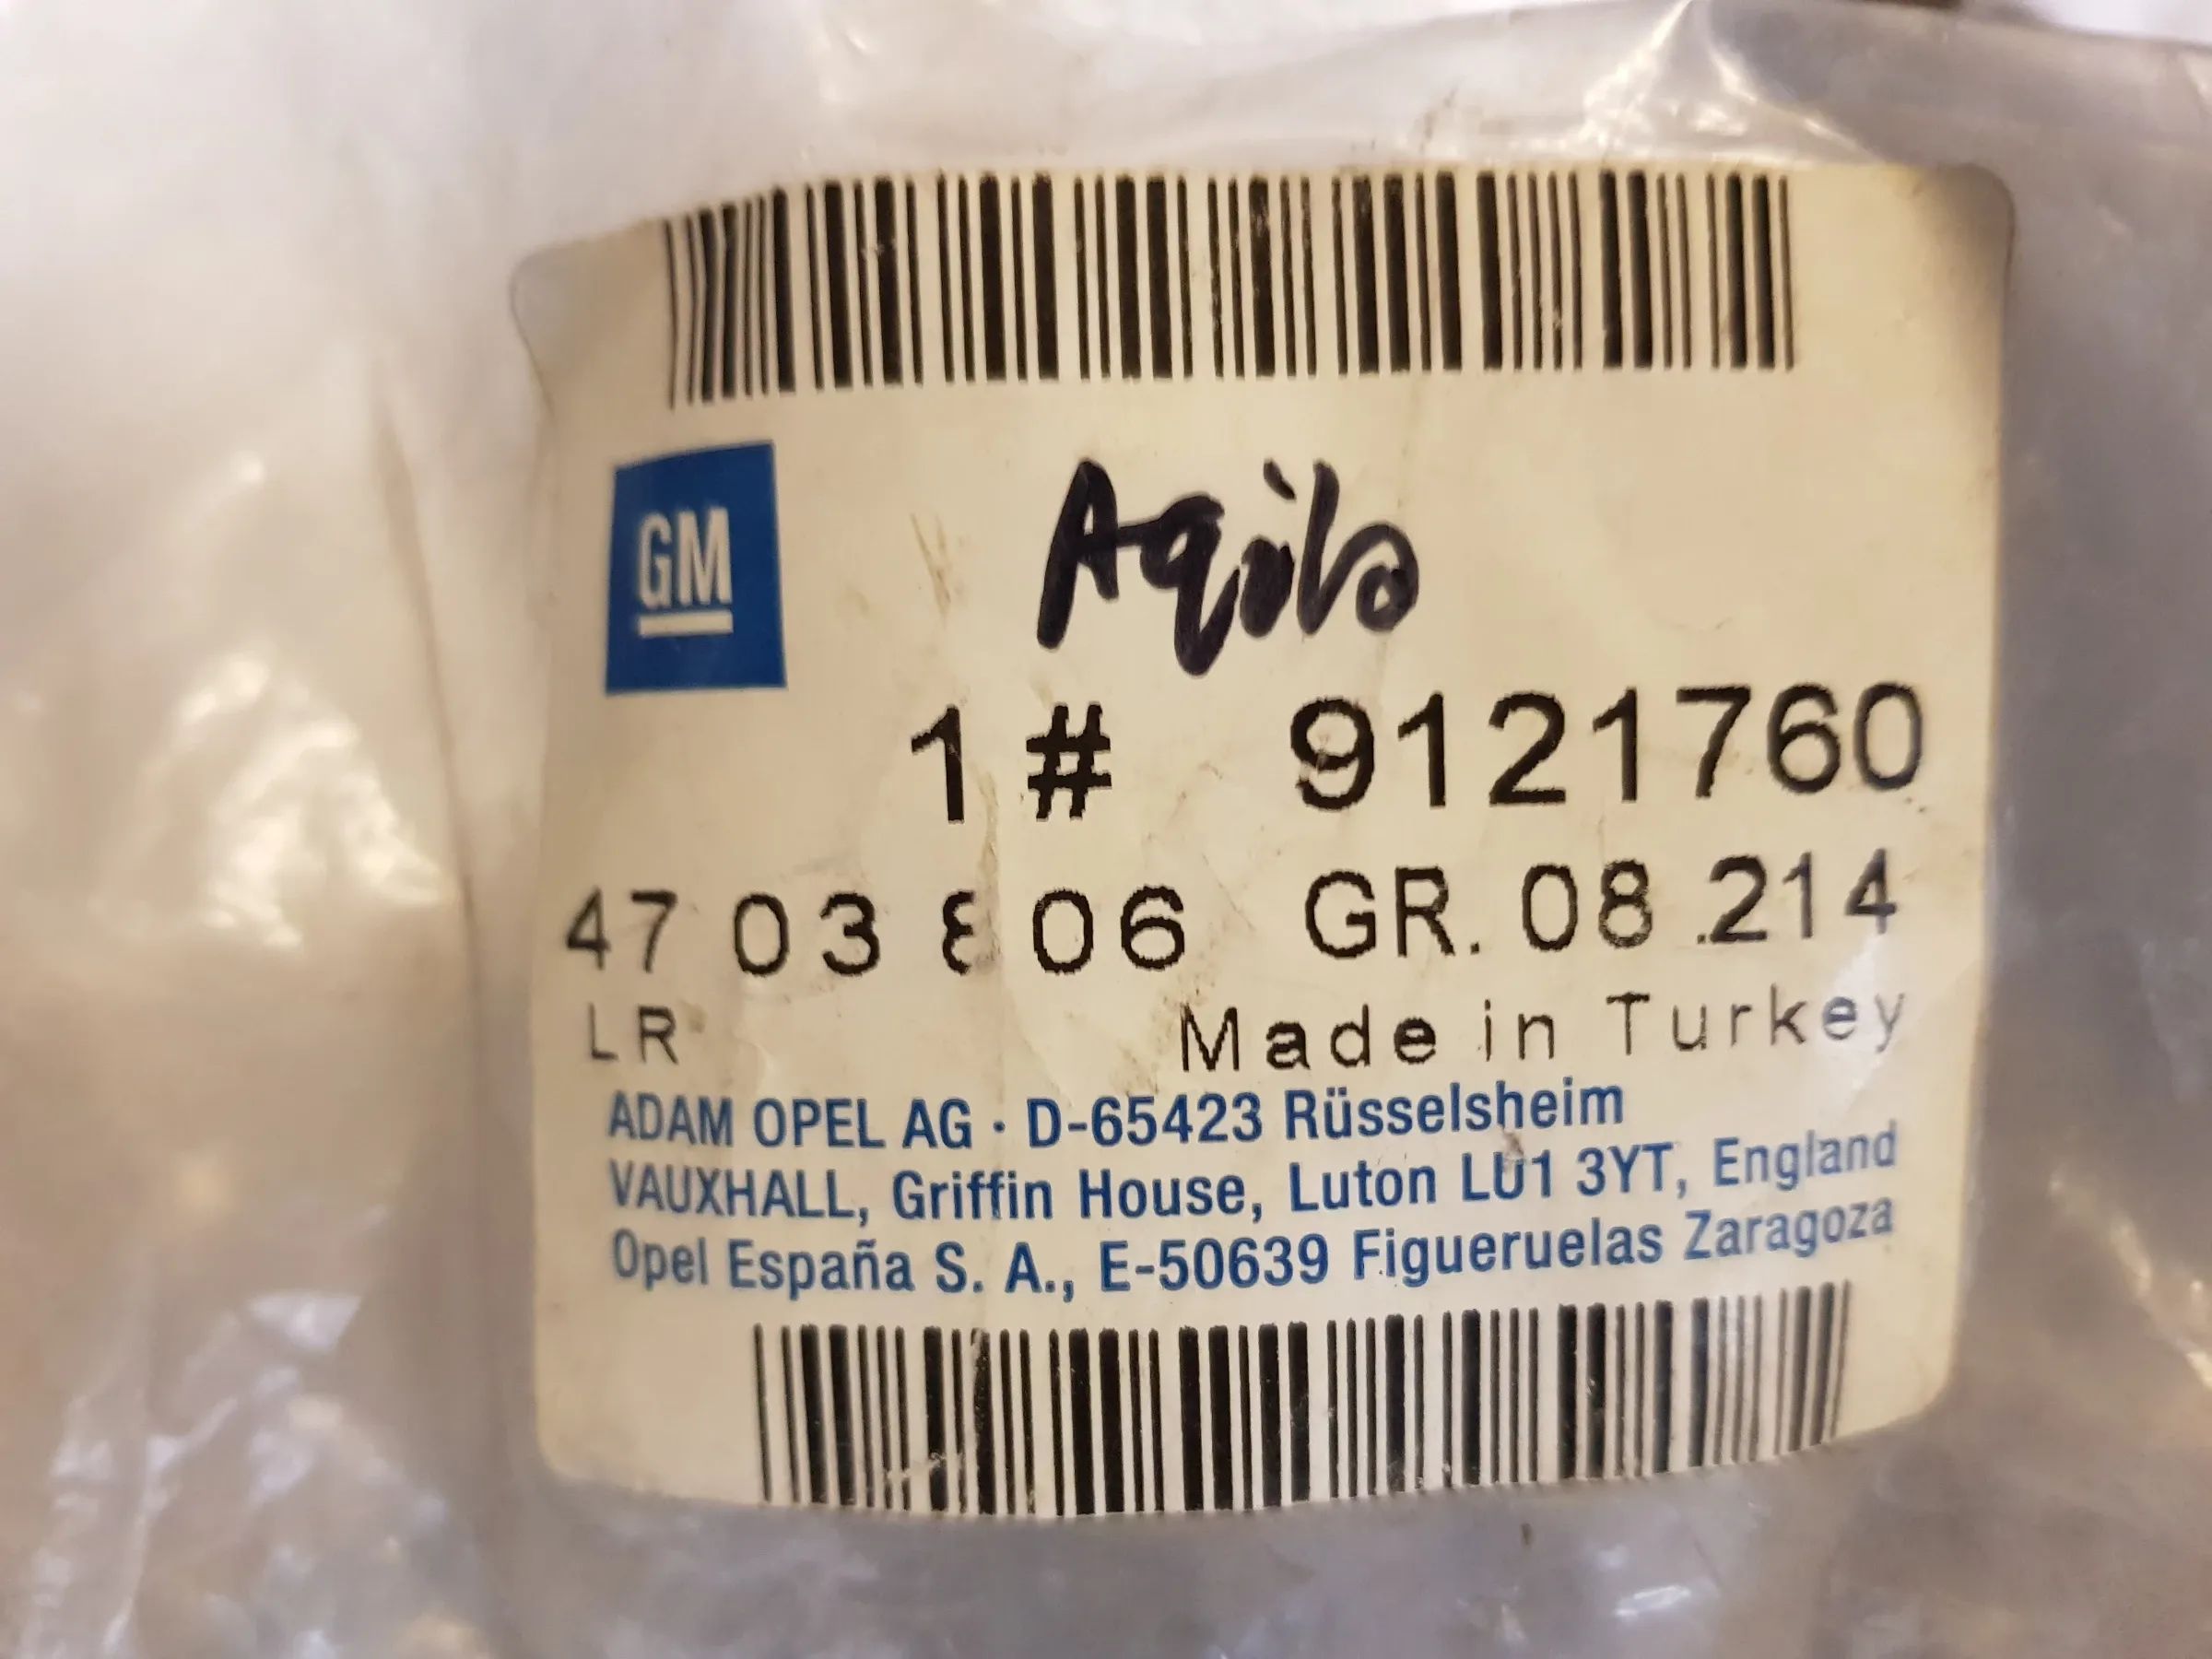 GM
Aqila
1 # 9121760
47 03 8 06 GR. 08 .214
LR Made in Turkey
ADAM OPEL AG · D-65423 Rüsselsheim
VAUXHALL, Griffin House, Luton LU1 3YT, England
Opel España S. A., E-50639 Figueruelas Zaragoza